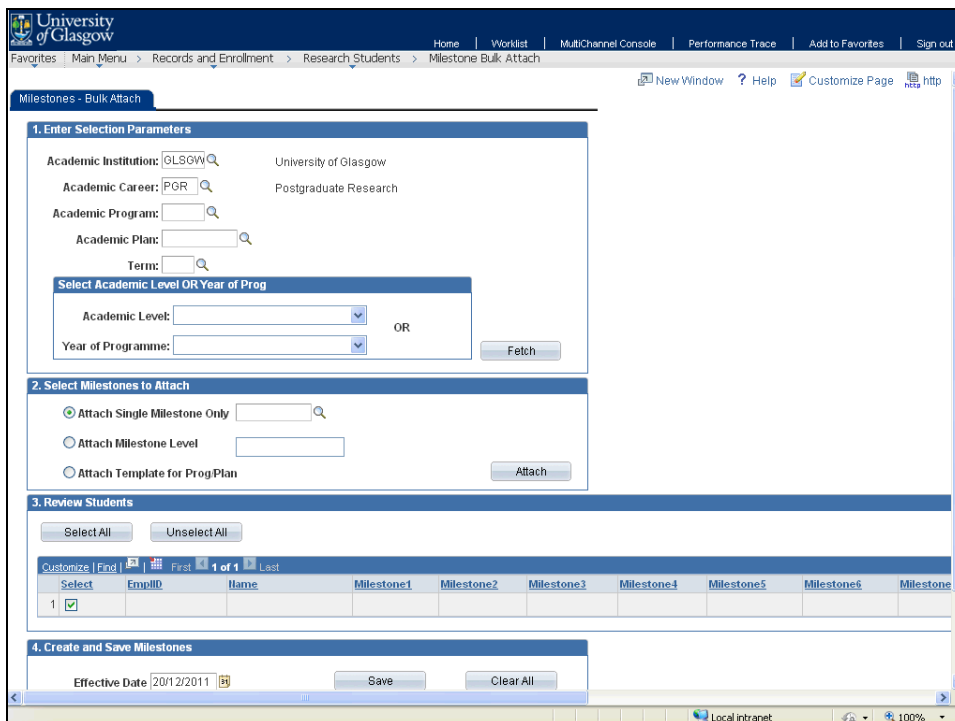 University
of Glasgow
Home | Worklist | MultiChannel Console | Performance Trace | Add to Favorites | Sign out
Favorites Main Menu > Records and Enrollment > Research Students > Milestone Bulk Attach
New Window ? Help Customize Page http
Milestones - Bulk Attach
1. Enter Selection Parameters
Academic Institution: GLSGW University of Glasgow
Academic Career: PGR Postgraduate Research
Academic Program:
Academic Plan:
Term:
Select Academic Level OR Year of Prog
Academic Level:
OR
Year of Programme:
Fetch
2. Select Milestones to Attach
Attach Single Milestone Only
Attach Milestone Level
Attach Template for Prog/Plan Attach
3. Review Students
Select All Unselect All
Customize | Find | First 1 of 1 Last
Select EmplID Name Milestone1 Milestone2 Milestone3 Milestone4 Milestone5 Milestone6 Milestone
1
4. Create and Save Milestones
Effective Date 20/12/2011 31 Save Clear All
Local intranet 100%